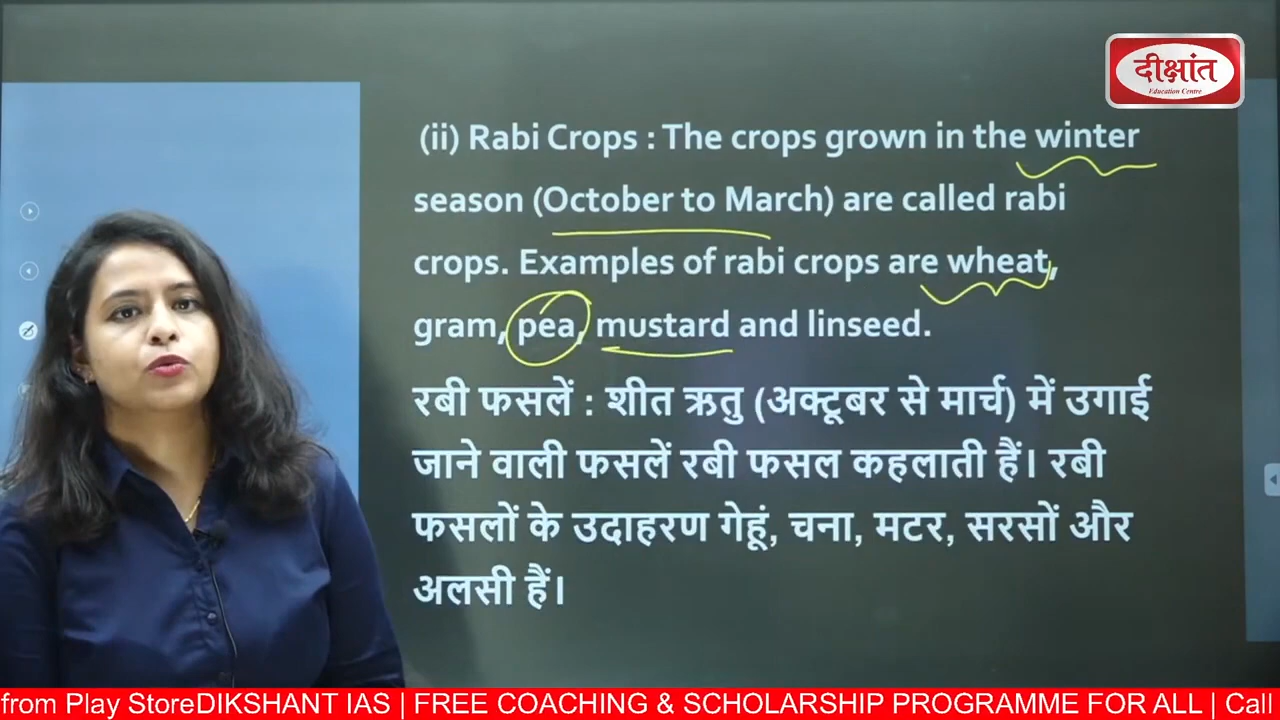 दीक्षांत
Education Centre
(ii) Rabi Crops : The crops grown in the winter
season (October to March) are called rabi
crops. Examples of rabi crops are wheat,
gram, pea, mustard and linseed.
रबी फसलें : शीत ऋतु (अक्टूबर से मार्च) में उगाई
जाने वाली फसलें रबी फसल कहलाती हैं। रबी
फसलों के उदाहरण गेहूं, चना, मटर, सरसों और
अलसी हैं।
from Play StoreDIKSHANT IAS | FREE COACHING & SCHOLARSHIP PROGRAMME FOR ALL | Call